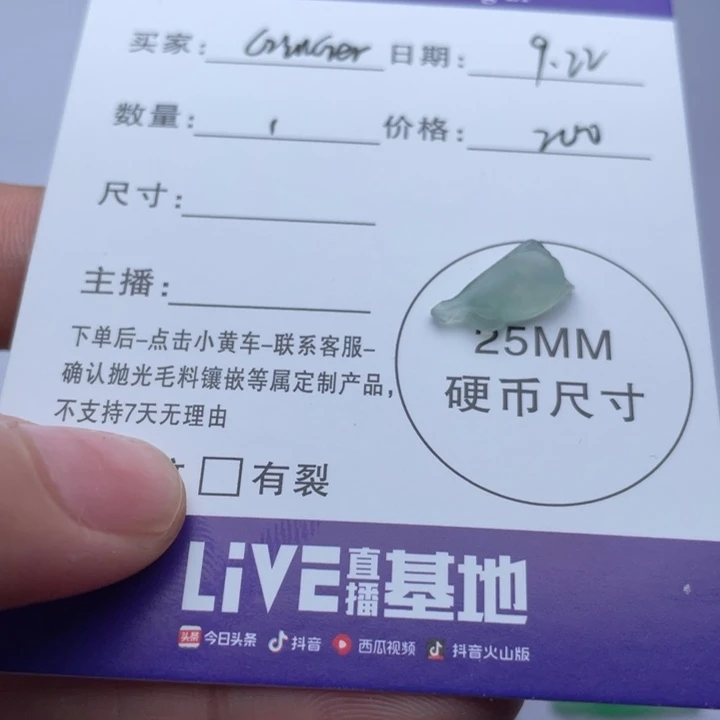 买家: GrnGer 日期: 9.22
数量: 1 价格: 200
尺寸:
主播:
下单后-点击小黄车-联系客服-
确认抛光毛料镶嵌等属定制产品,
不支持7天无理由
25MM
硬币尺寸
有裂
LiVE直播基地
头条 今日头条 抖音 西瓜视频 抖音火山版